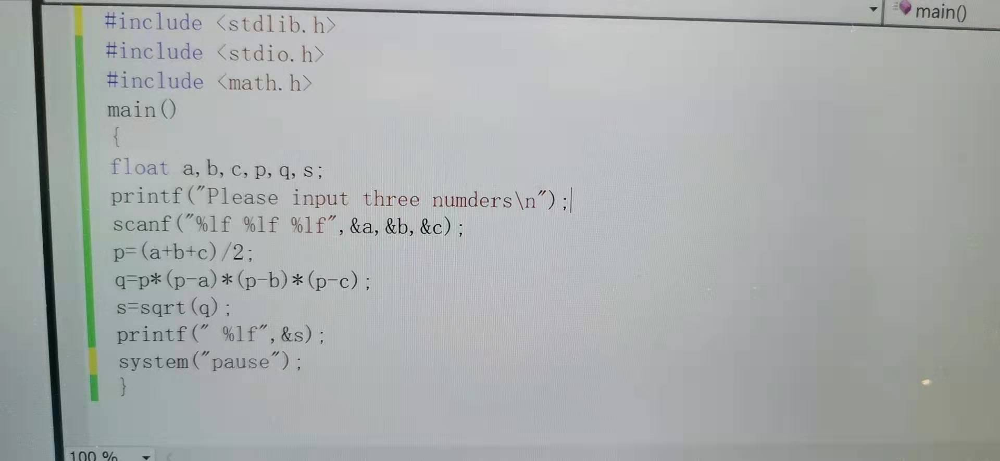 main()
#include <stdlib.h>
#include <stdio.h>
#include <math.h>
main()
{
float a,b,c,p,q,s;
printf("Please input three numders\n");
scanf("%lf %lf %lf",&a,&b,&c);
p=(a+b+c)/2;
q=p*(p-a)*(p-b)*(p-c);
s=sqrt(q);
printf(" %lf",&s);
system("pause");
}
100 %